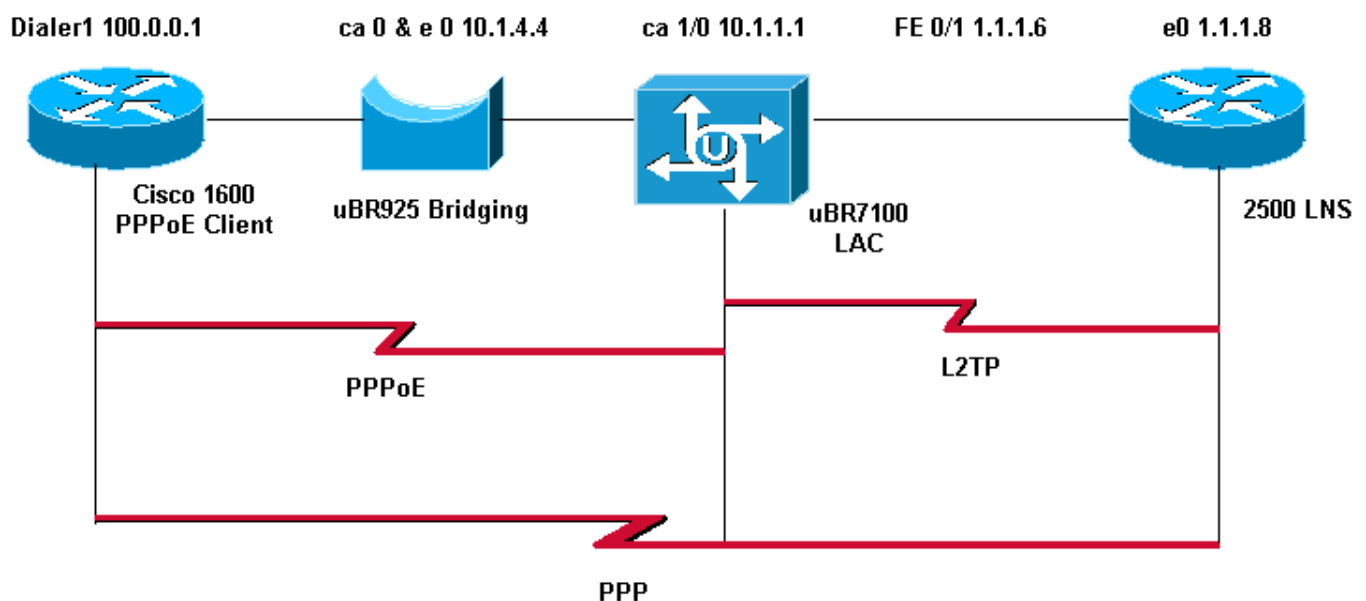 Dialer1 100.0.0.1 ca 0 & e 0 10.1.4.4 ca 1/0 10.1.1.1 FE 0/1 1.1.1.6 e0 1.1.1.8
U
Cisco 1600
PPPoE Client
uBR925 Bridging
uBR7100
LAC
2500 LNS
PPPoE
L2TP
PPP